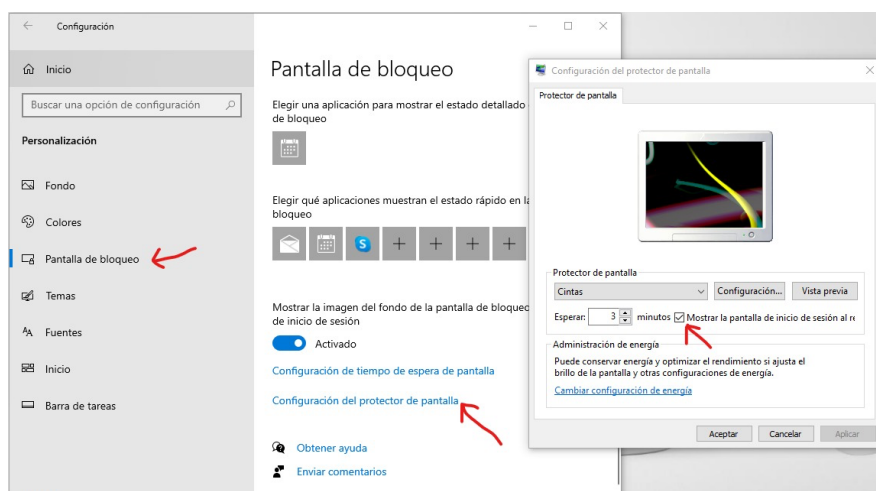 Configuración
Inicio
Buscar una opción de configuración
Personalización
Fondo
Colores
Pantalla de bloqueo
Temas
Fuentes
Inicio
Barra de tareas
Pantalla de bloqueo
Elegir una aplicación para mostrar el estado detallado
de bloqueo
Elegir qué aplicaciones muestran el estado rápido en la
bloqueo
Mostrar la imagen del fondo de la pantalla de bloqueo
de inicio de sesión
Activado
Configuración de tiempo de espera de pantalla
Configuración del protector de pantalla
Obtener ayuda
Enviar comentarios
Configuración del protector de pantalla
Protector de pantalla
Protector de pantalla
Cintas
Configuración...
Vista previa
Esperar: 3 minutos Mostrar la pantalla de inicio de sesión al re
Administración de energía
Puede conservar energía y optimizar el rendimiento si ajusta el
brillo de la pantalla y otras configuraciones de energía.
Cambiar configuración de energía
Aceptar Cancelar Aplicar